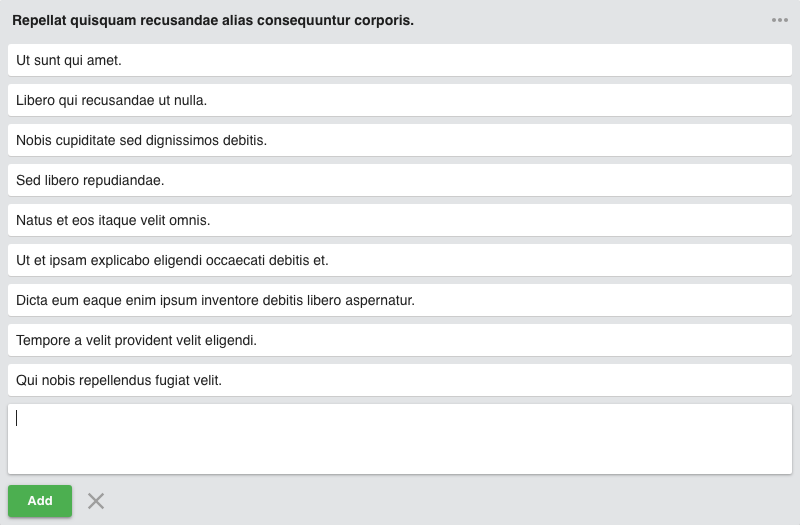 Repellat quisquam recusandae alias consequuntur corporis.
Ut sunt qui amet.
Libero qui recusandae ut nulla.
Nobis cupiditate sed dignissimos debitis.
Sed libero repudiandae.
Natus et eos itaque velit omnis.
Ut et ipsam explicabo eligendi occaecati debitis et.
Dicta eum eaque enim ipsum inventore debitis libero aspernatur.
Tempore a velit provident velit eligendi.
Qui nobis repellendus fugiat velit.
Add